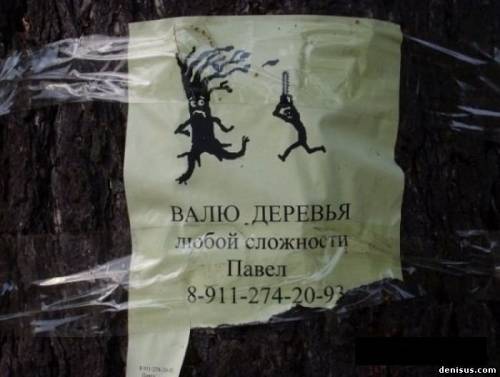 ВАЛЮ ДЕРЕВЬЯ
любой сложности
Павел
8-911-274-20-93
denisus.com